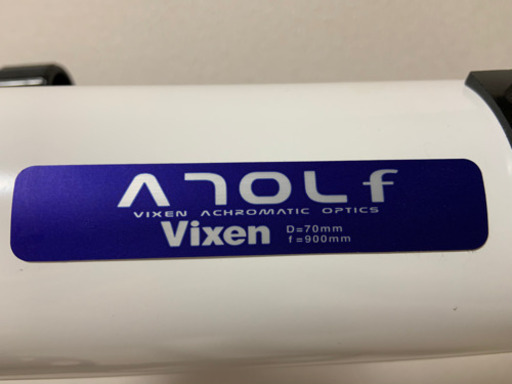 A70Lf
VIXEN ACHROMATIC OPTICS
Vixen
D=70mm
f=900mm